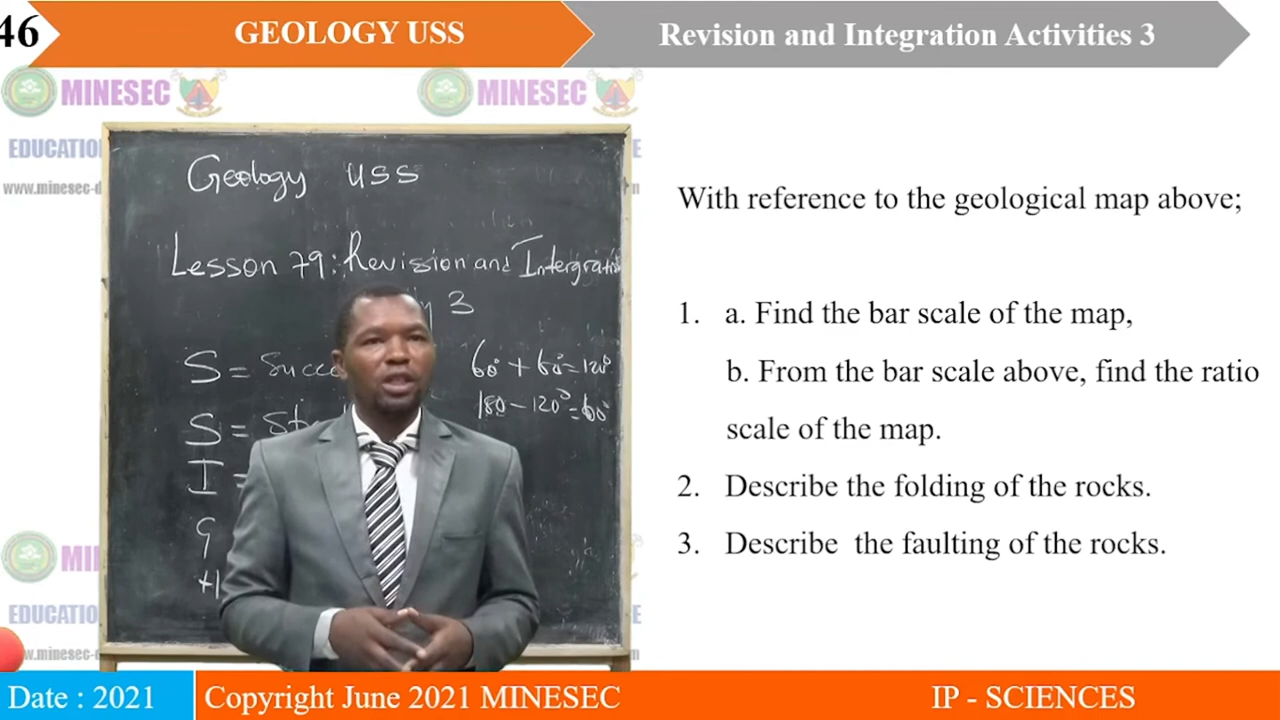 46
GEOLOGY USS
Revision and Integration Activities 3
MINESEC
MINESEC
EDUCATIO
E
www.minesec-d
m
Geology USS
Lesson 79: Revision and Intergrati
3
S = Succe
60° + 60° = 120°
180 - 120° = 60°
S = St
I =
G
H
With reference to the geological map above;
1. a. Find the bar scale of the map,
b. From the bar scale above, find the ratio
scale of the map.
2. Describe the folding of the rocks.
3. Describe the faulting of the rocks.
MI
EDUCATIO
E
w.minesec-d
m
Date : 2021
Copyright June 2021 MINESEC
IP - SCIENCES